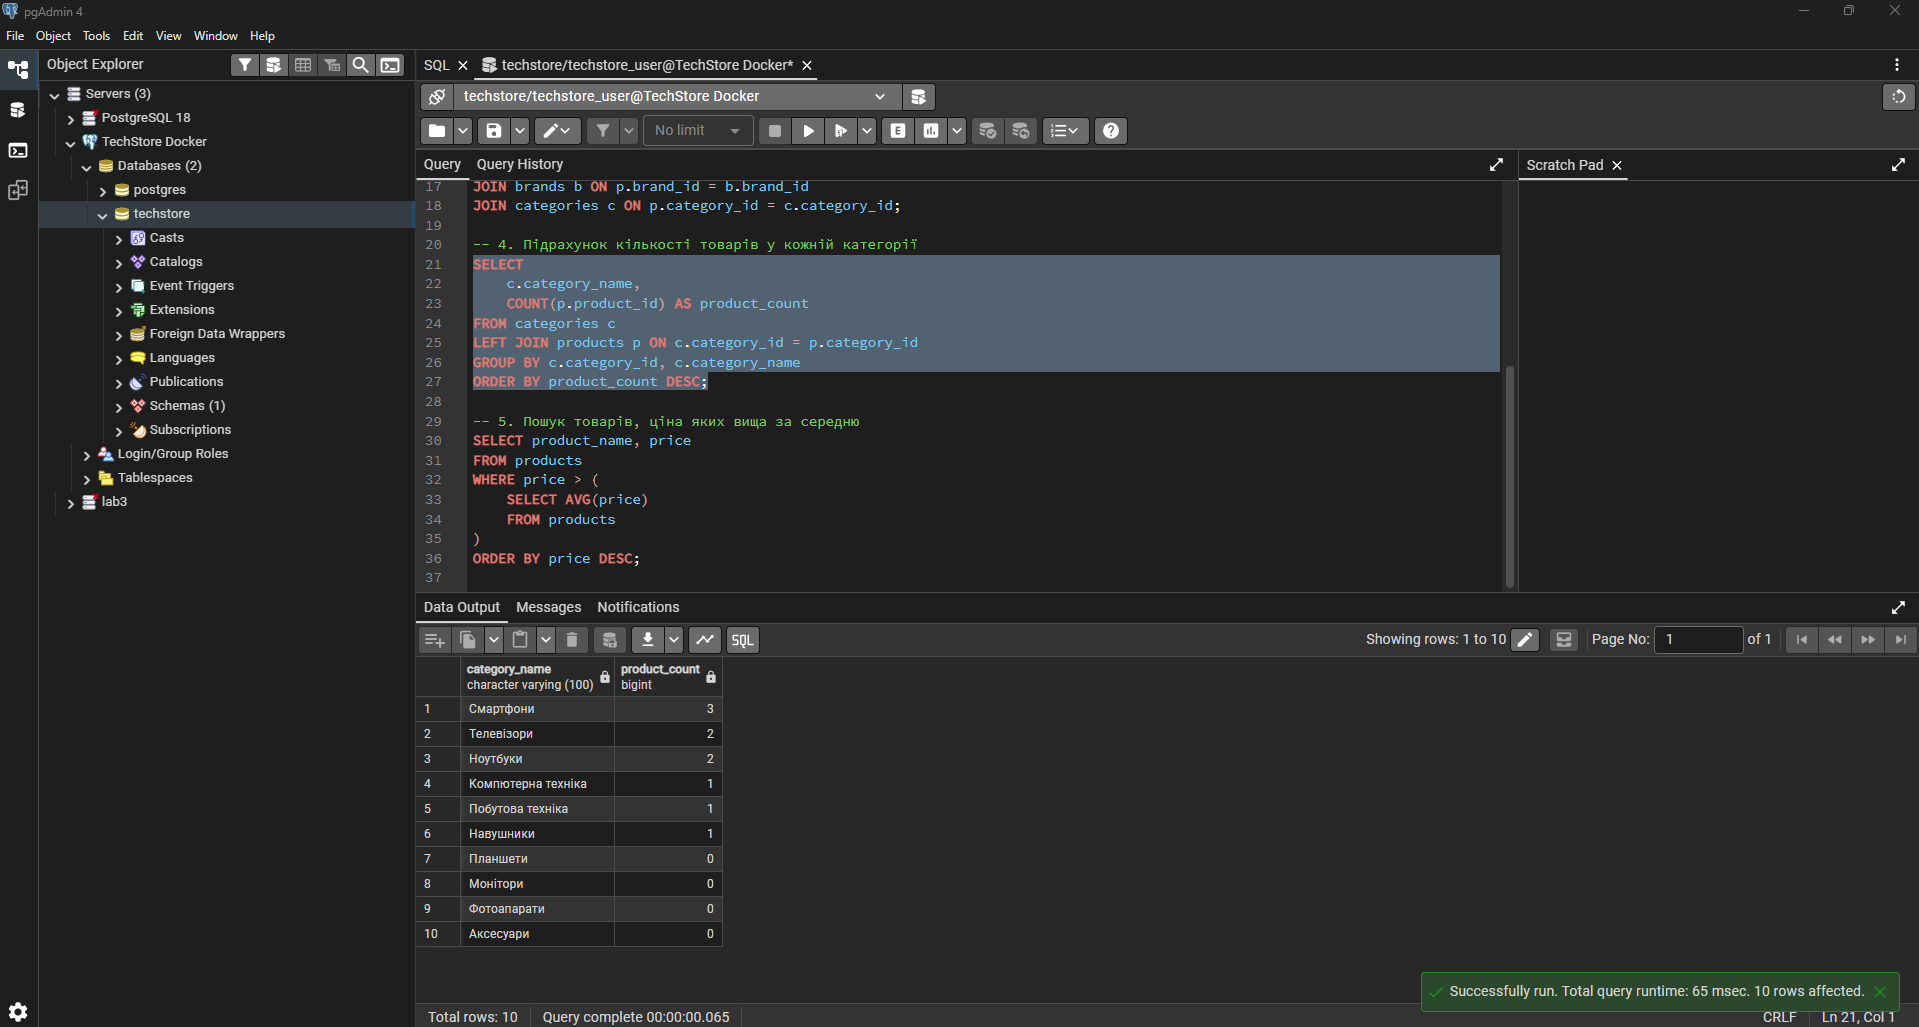 pgAdmin 4
File Object Tools Edit View Window Help
Object Explorer
SQL
techstore/techstore_user@TechStore Docker*
Servers (3)
PostgreSQL 18
TechStore Docker
Databases (2)
postgres
techstore
Casts
Catalogs
Event Triggers
Extensions
Foreign Data Wrappers
Languages
Publications
Schemas (1)
Subscriptions
Login/Group Roles
Tablespaces
lab3
techstore/techstore_user@TechStore Docker
No limit
E
Query Query History
Scratch Pad
17 JOIN brands b ON p.brand_id = b.brand_id
18 JOIN categories c ON p.category_id = c.category_id;
19
20 -- 4. Підрахунок кількості товарів у кожній категорії
21 SELECT
22 c.category_name,
23 COUNT(p.product_id) AS product_count
24 FROM categories c
25 LEFT JOIN products p ON c.category_id = p.category_id
26 GROUP BY c.category_id, c.category_name
27 ORDER BY product_count DESC;
28
29 -- 5. Пошук товарів, ціна яких вища за середню
30 SELECT product_name, price
31 FROM products
32 WHERE price > (
33 SELECT AVG(price)
34 FROM products
35 )
36 ORDER BY price DESC;
37
Data Output Messages Notifications
SQL
Showing rows: 1 to 10
Page No: 1 of 1
category_name character varying (100)
product_count bigint
1 Смартфони 3
2 Телевізори 2
3 Ноутбуки 2
4 Компютерна техніка 1
5 Побутова техніка 1
6 Навушники 1
7 Планшети 0
8 Монітори 0
9 Фотоапарати 0
10 Аксесуари 0
Successfully run. Total query runtime: 65 msec. 10 rows affected.
Total rows: 10 Query complete 00:00:00.065
CRLF Ln 21, Col 1